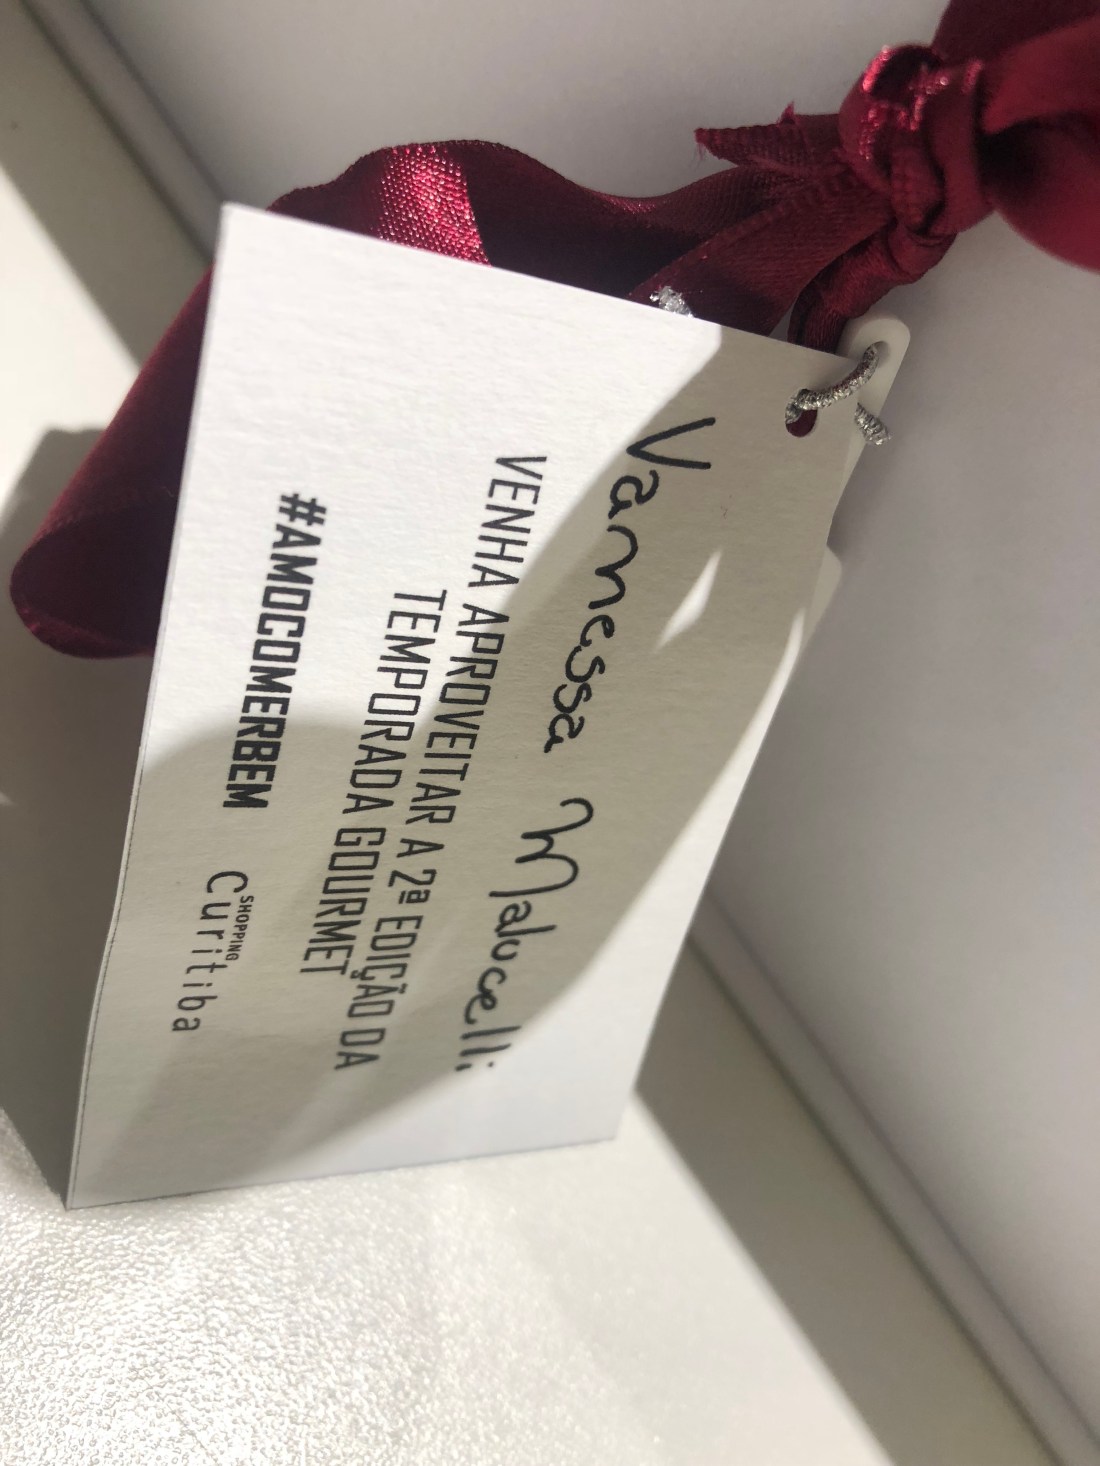 Vanessa Malucelli
VENHA APROVEITAR A 2ª EDIÇÃO DA
TEMPORADA GOURMET
#AMOCOMERBEM
SHOPPING
Curitiba